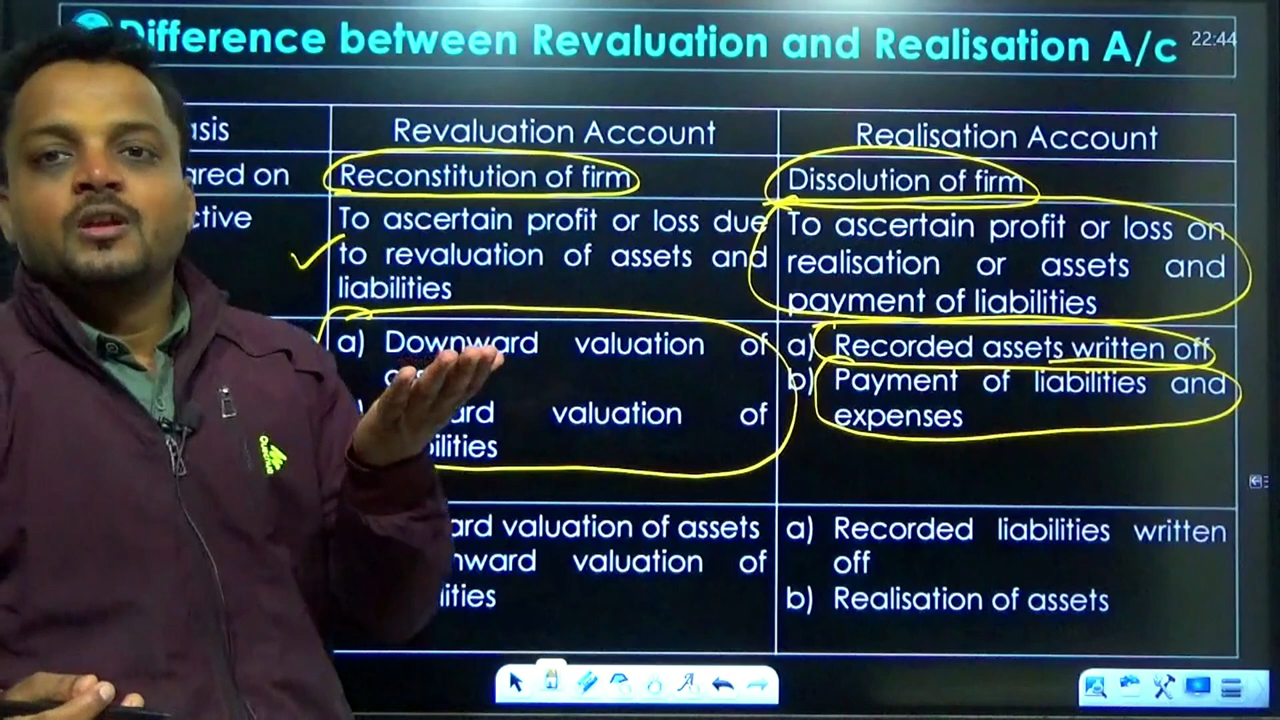 Difference between Revaluation and Realisation A/c
22:44
Revaluation Account
Realisation Account
Reconstitution of firm
Dissolution of firm
To ascertain profit or loss due
to revaluation of assets and
liabilities
To ascertain profit or loss on
realisation or assets and
payment of liabilities
a) Downward valuation of
valuation of
a) Recorded assets written off
b) Payment of liabilities and
expenses
valuation of assets
valuation of
a) Recorded liabilities written
off
b) Realisation of assets